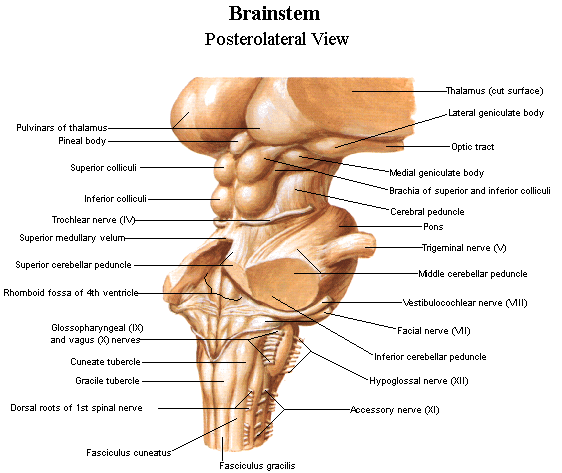 Brainstem
Posterolateral View
Thalamus (cut surface)
Lateral geniculate body
Pulvinars of thalamus
Pineal body
Optic tract
Superior colliculi
Medial geniculate body
Brachia of superior and inferior colliculi
Inferior colliculi
Cerebral peduncle
Trochlear nerve (IV)
Pons
Superior medullary velum
Trigeminal nerve (V)
Superior cerebellar peduncle
Middle cerebellar peduncle
Rhomboid fossa of 4th ventricle
Vestibulocochlear nerve (VIII)
Glossopharyngeal (IX)
and vagus (X) nerves
Facial nerve (VII)
Inferior cerebellar peduncle
Cuneate tubercle
Gracile tubercle
Hypoglossal nerve (XII)
Dorsal roots of 1st spinal nerve
Accessory nerve (XI)
Fasciculus cuneatus
Fasciculus gracilis